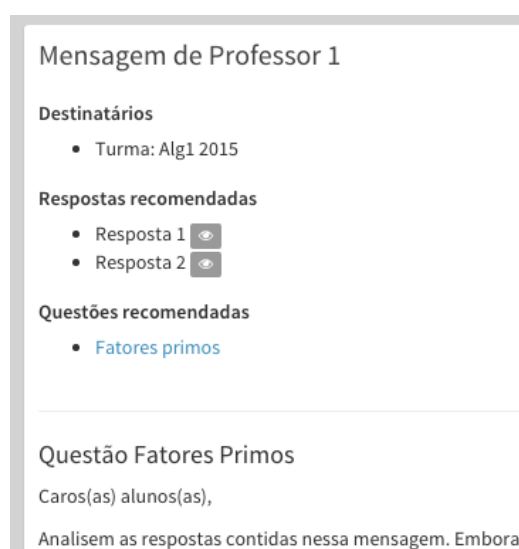 Mensagem de Professor 1
Destinatários
Turma: Alg1 2015
Respostas recomendadas
Resposta 1
Resposta 2
Questões recomendadas
Fatores primos
Questão Fatores Primos
Caros(as) alunos(as),
Analisem as respostas contidas nessa mensagem. Embora